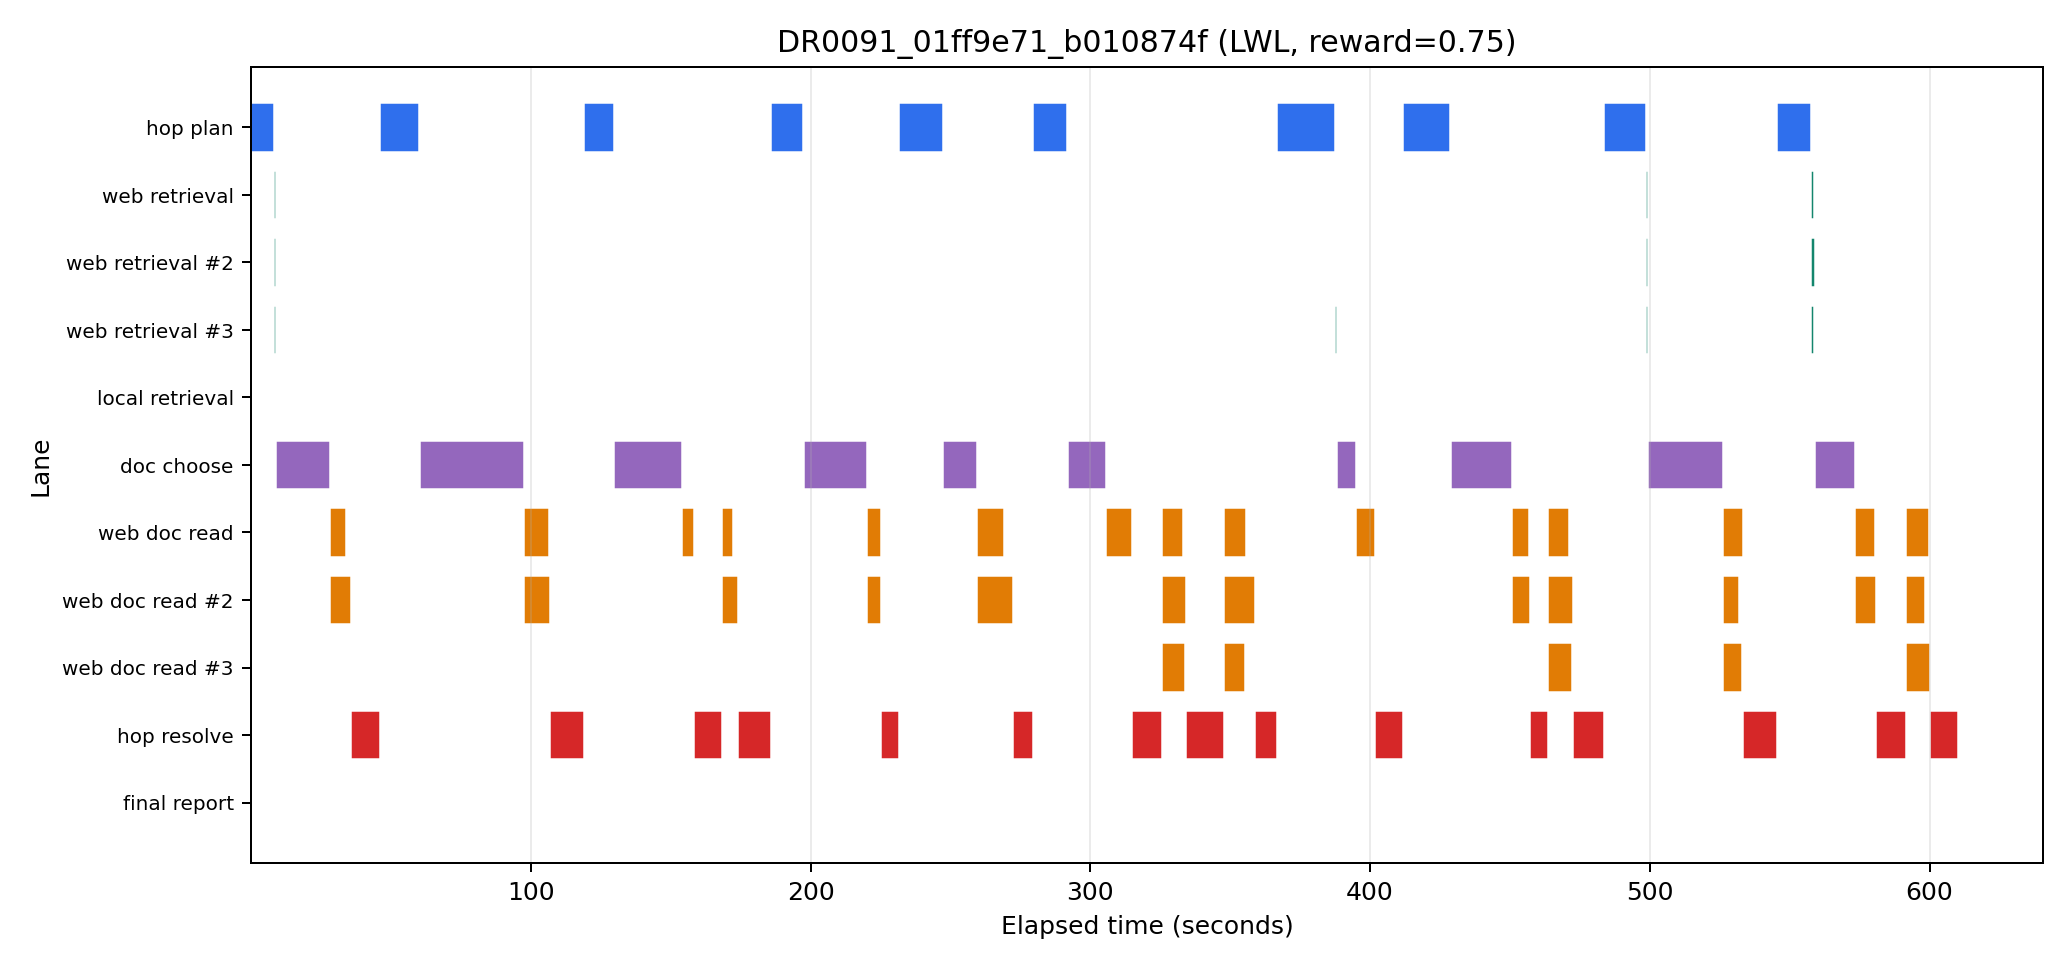 DR0091_01ff9e71_b010874f (LWL, reward=0.75)
hop plan
web retrieval
web retrieval #2
web retrieval #3
local retrieval
doc choose
web doc read
web doc read #2
web doc read #3
hop resolve
final report
Lane
100 200 300 400 500 600
Elapsed time (seconds)